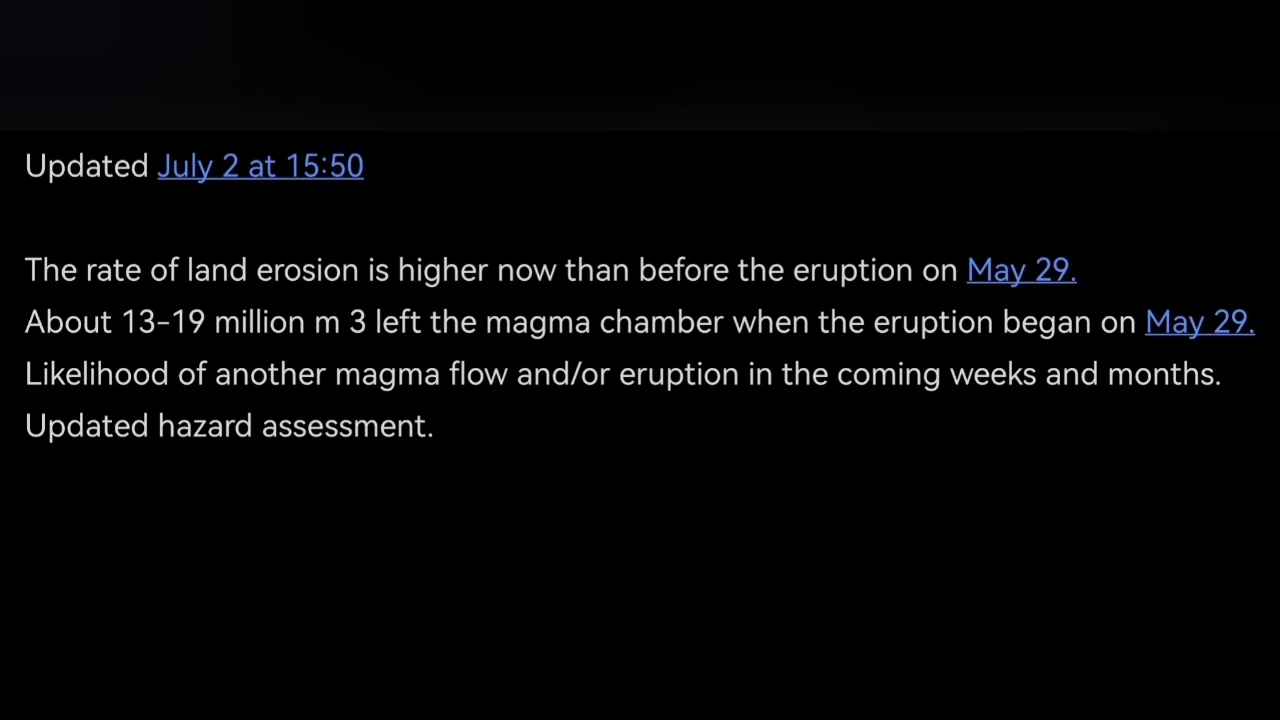 Updated July 2 at 15:50
The rate of land erosion is higher now than before the eruption on May 29.
About 13-19 million m 3 left the magma chamber when the eruption began on May 29.
Likelihood of another magma flow and/or eruption in the coming weeks and months.
Updated hazard assessment.